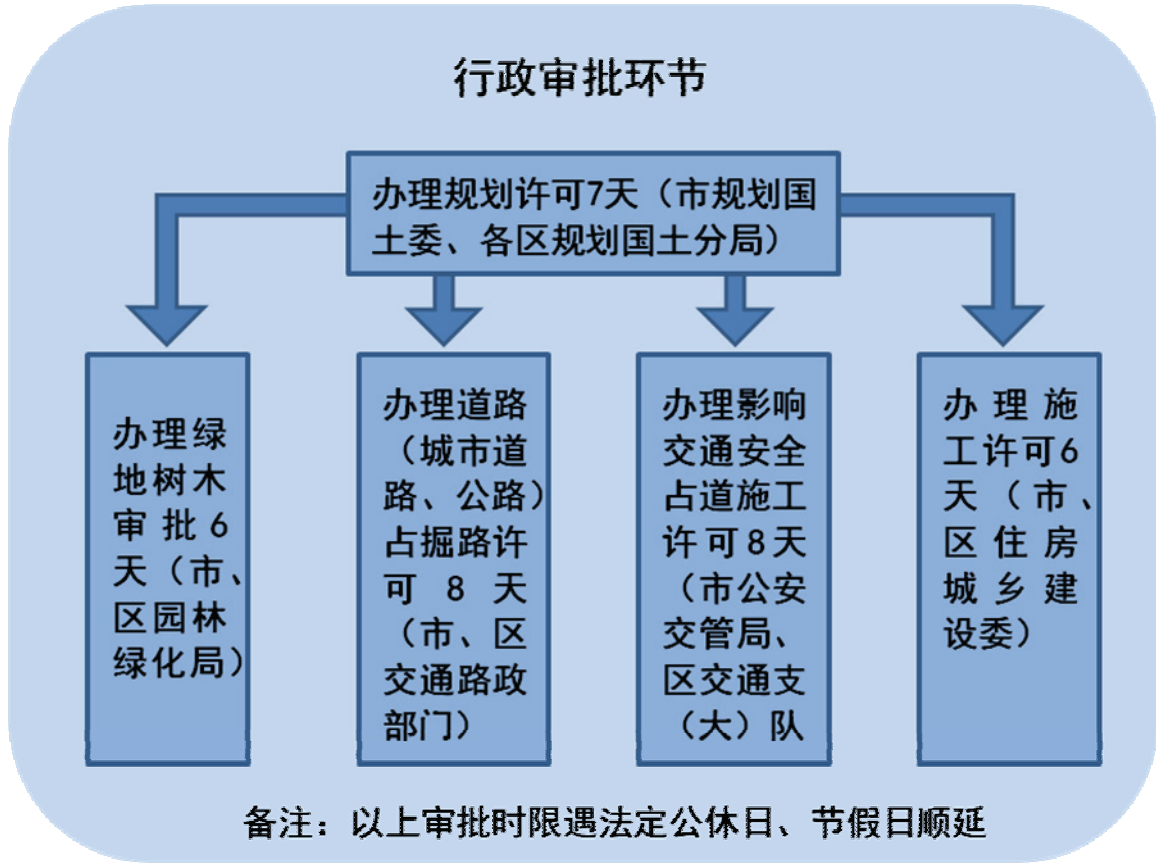 行政审批环节
办理规划许可7天（市规划国
土委、各区规划国土分局）
办理绿
地树木
审批6
天（市、
区园林
绿化局）
办理道路
（城市道
路、公路）
占掘路许
可8天
（市、区
交通路政
部门）
办理影响
交通安全
占道施工
许可8天
（市公安
交管局、
区交通支
（大）队
办理施
工许可6
天（市、
区住房
城乡建
设委）
备注：以上审批时限遇法定公休日、节假日顺延